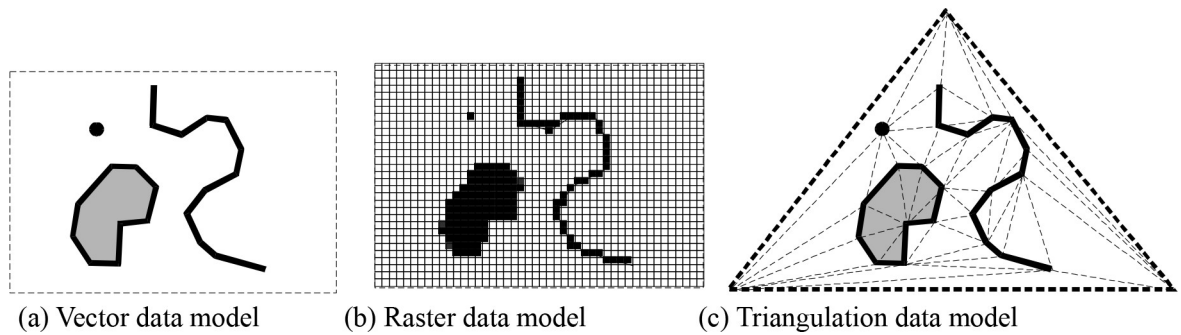 (a) Vector data model
(b) Raster data model
(c) Triangulation data model